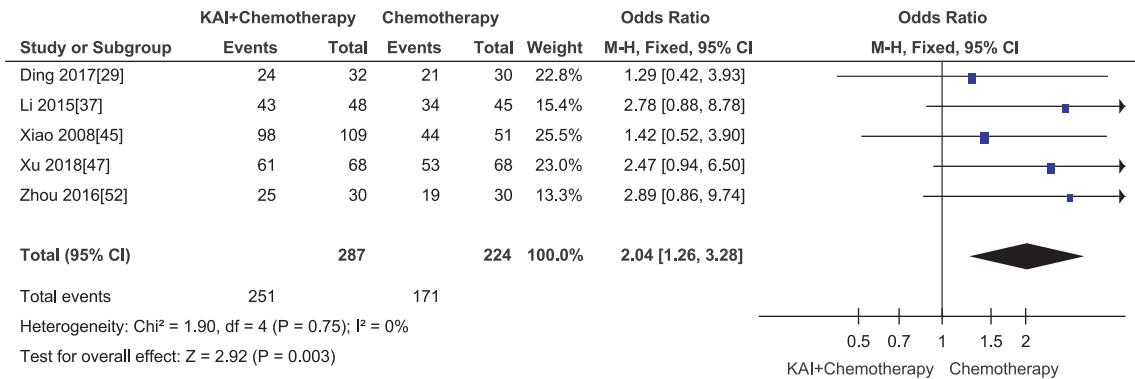 KAI+Chemotherapy Chemotherapy Odds Ratio Odds Ratio
Study or Subgroup Events Total Events Total Weight M-H, Fixed, 95% CI M-H, Fixed, 95% CI
Ding 2017[29] 24 32 21 30 22.8% 1.29 [0.42, 3.93]
Li 2015[37] 43 48 34 45 15.4% 2.78 [0.88, 8.78]
Xiao 2008[45] 98 109 44 51 25.5% 1.42 [0.52, 3.90]
Xu 2018[47] 61 68 53 68 23.0% 2.47 [0.94, 6.50]
Zhou 2016[52] 25 30 19 30 13.3% 2.89 [0.86, 9.74]
Total (95% CI) 287 224 100.0% 2.04 [1.26, 3.28]
Total events 251 171
Heterogeneity: Chi² = 1.90, df = 4 (P = 0.75); I² = 0%
Test for overall effect: Z = 2.92 (P = 0.003)
0.5 0.7 1 1.5 2
KAI+Chemotherapy Chemotherapy